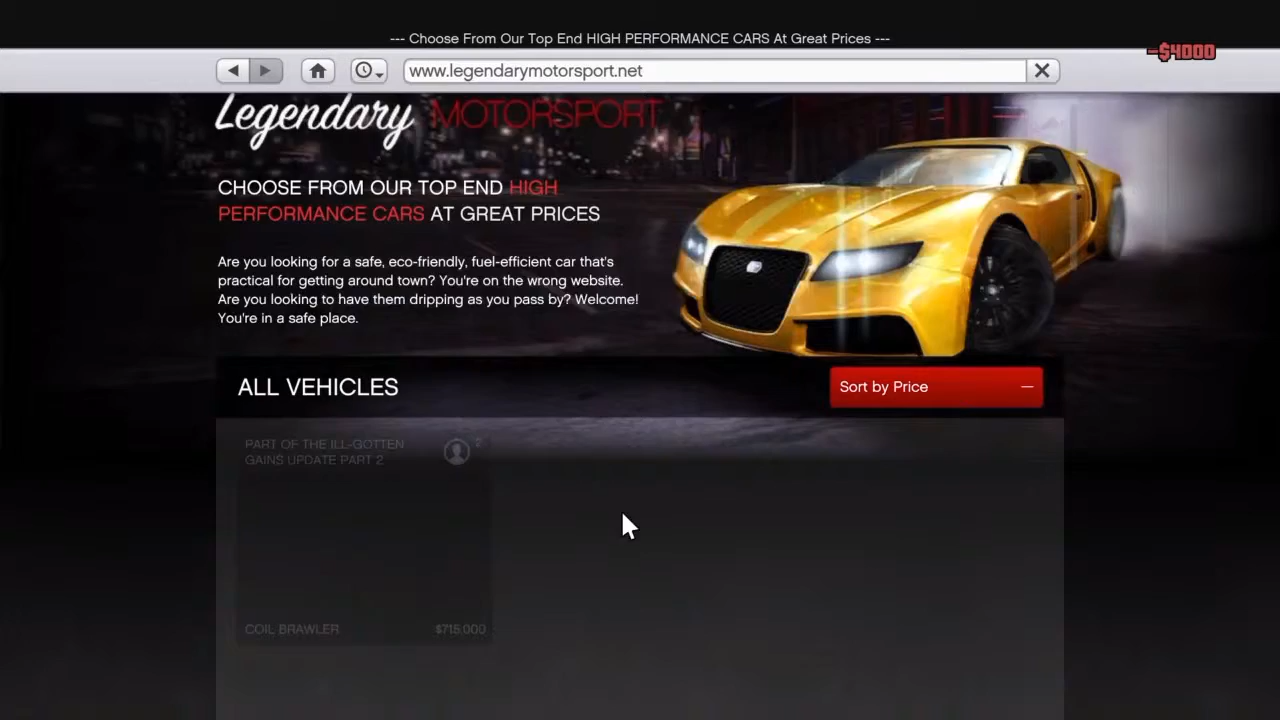 --- Choose From Our Top End HIGH PERFORMANCE CARS At Great Prices ---
-$4000
www.legendarymotorsport.net
Legendary MOTORSPORT
CHOOSE FROM OUR TOP END HIGH
PERFORMANCE CARS AT GREAT PRICES
Are you looking for a safe, eco-friendly, fuel-efficient car that's
practical for getting around town? You're on the wrong website.
Are you looking to have them dripping as you pass by? Welcome!
You're in a safe place.
ALL VEHICLES
Sort by Price
PART OF THE ILL-GOTTEN
GAINS UPDATE PART 2
COIL BRAWLER $715,000